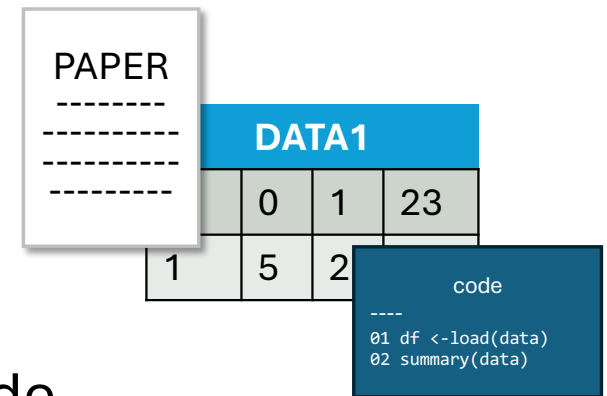 PAPER
--------
----------
----------
---------
DATA1
0 1 23
1 5 2
code
----
01 df <-load(data)
02 summary(data)